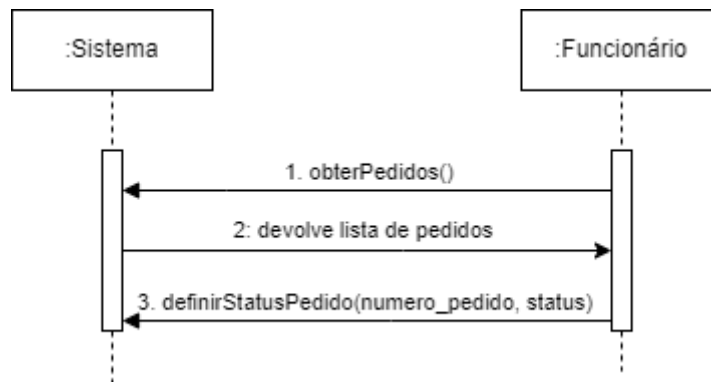 :Sistema
:Funcionário
1. obterPedidos()
2: devolve lista de pedidos
3. definirStatusPedido(numero_pedido, status)